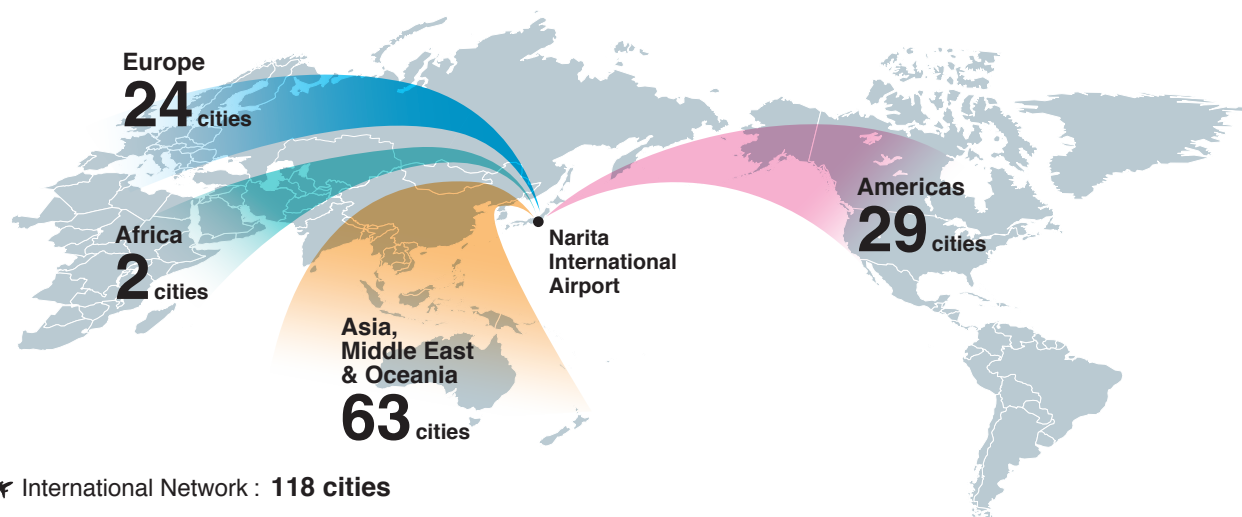 Europe
24 cities
Africa
2 cities
Asia,
Middle East
& Oceania
63 cities
Narita
International
Airport
Americas
29 cities
International Network : 118 cities